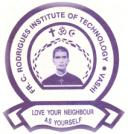 FR. C. RODRIGUES INSTITUTE OF TECHNOLOGY • VASHI
ॐ
LOVE YOUR NEIGHBOUR
AS YOURSELF